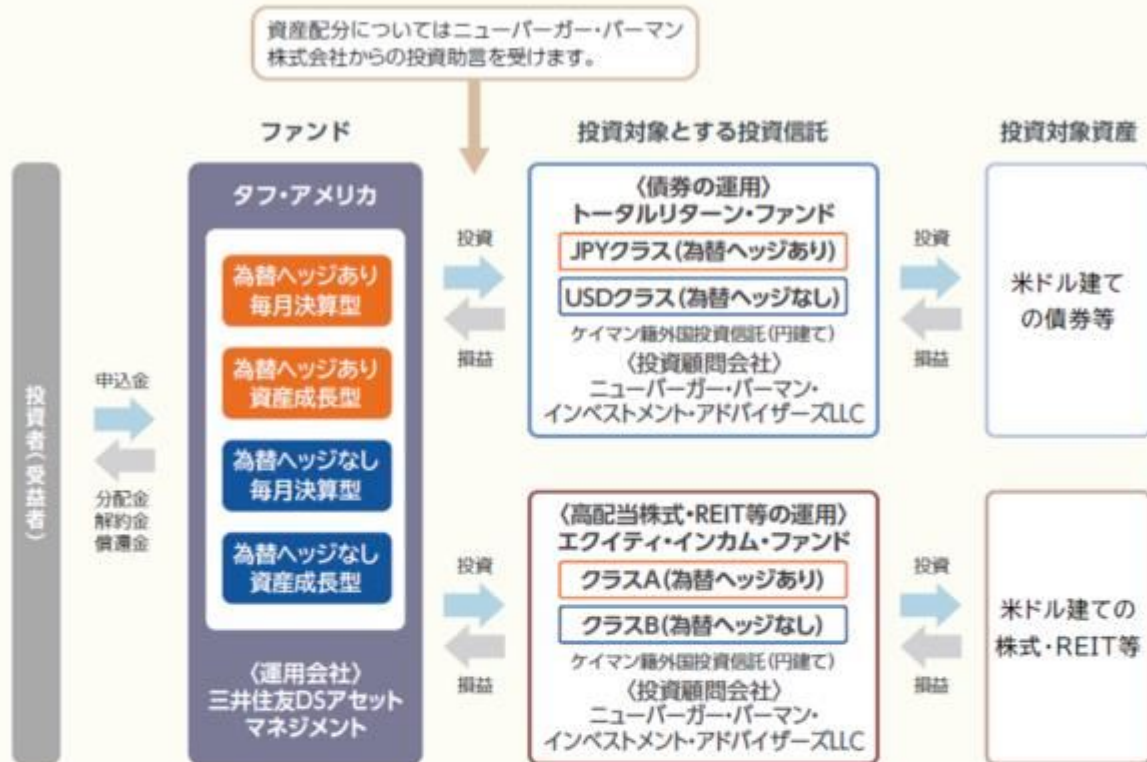 資産配分についてはニューバーガー・バーマン
株式会社からの投資助言を受けます。
ファンド
投資対象とする投資信託
投資対象資産
投資者(受益者)
申込金
分配金
解約金
償還金
タフ・アメリカ
為替ヘッジあり
毎月決算型
為替ヘッジあり
資産成長型
為替ヘッジなし
毎月決算型
為替ヘッジなし
資産成長型
〈運用会社〉
三井住友DSアセット
マネジメント
投資
損益
〈債券の運用〉
トータルリターン・ファンド
JPYクラス(為替ヘッジあり)
USDクラス(為替ヘッジなし)
ケイマン籍外国投資信託(円建て)
〈投資顧問会社〉
ニューバーガー・バーマン・
インベストメント・アドバイザーズLLC
投資
損益
米ドル建て
の債券等
投資
損益
〈高配当株式・REIT等の運用〉
エクイティ・インカム・ファンド
クラスA(為替ヘッジあり)
クラスB(為替ヘッジなし)
ケイマン籍外国投資信託(円建て)
〈投資顧問会社〉
ニューバーガー・バーマン・
インベストメント・アドバイザーズLLC
投資
損益
米ドル建ての
株式・REIT等